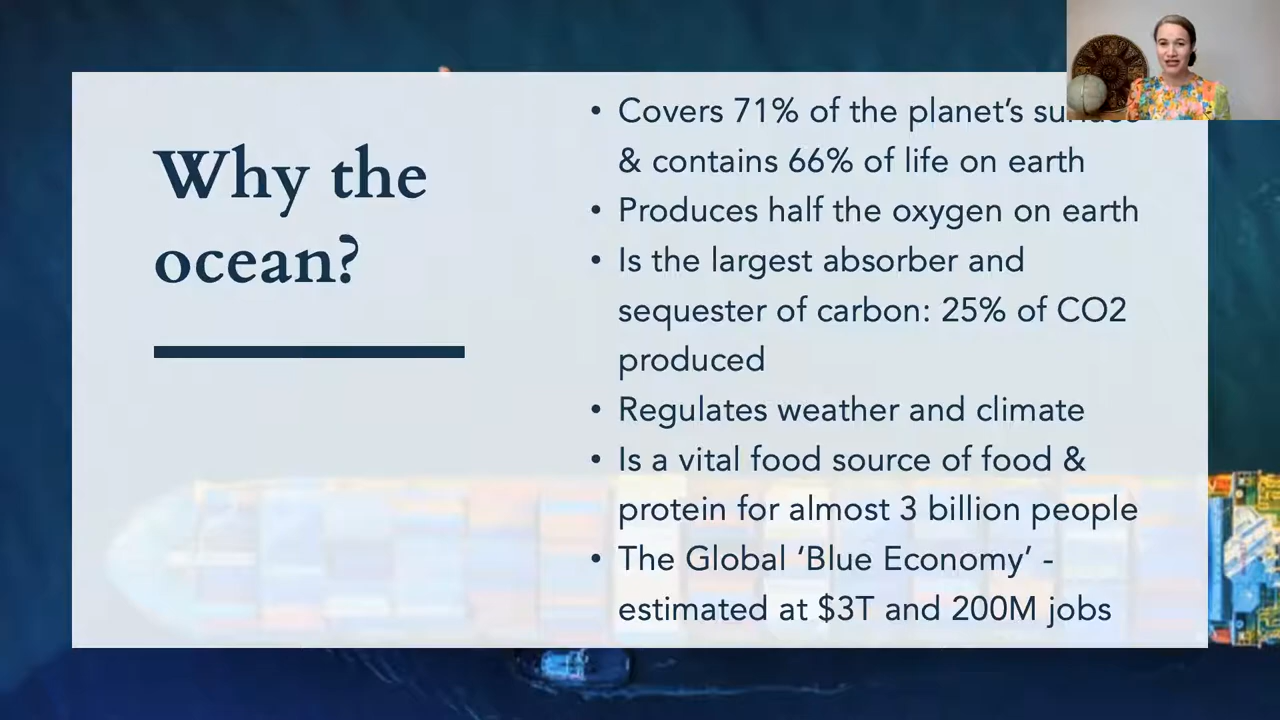 Why the
ocean?
• Covers 71% of the planet's
& contains 66% of life on earth
• Produces half the oxygen on earth
• Is the largest absorber and
sequester of carbon: 25% of CO2
produced
• Regulates weather and climate
• Is a vital food source of food &
protein for almost 3 billion people
• The Global ‘Blue Economy’ -
estimated at $3T and 200M jobs